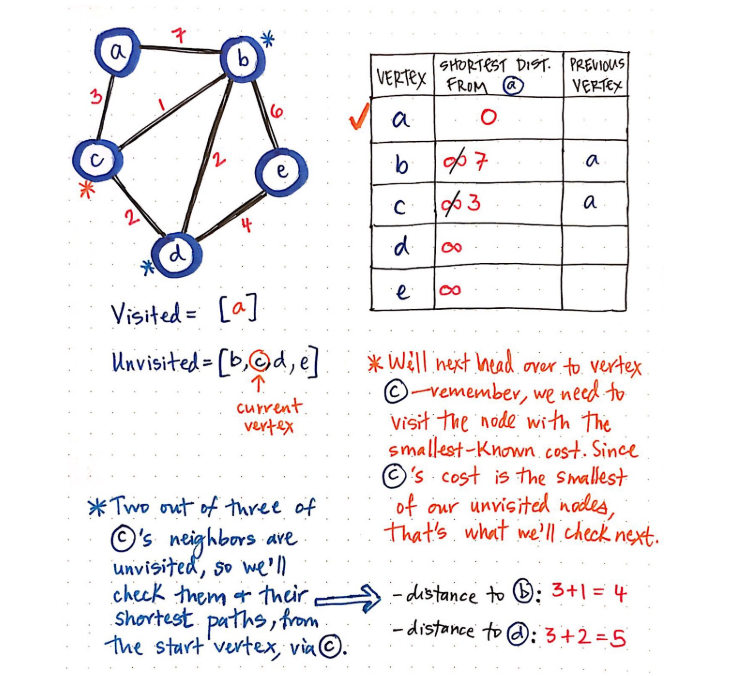 a
7
b
*
3
1
6
c
*
2
e
2
4
d
*
VERTEX
SHORTEST DIST.
FROM ⓐ
PREVIOUS
VERTEX
✓ a 0
b ∞ 7 a
c ∞ 3 a
d ∞
e ∞
Visited = [a]
Unvisited = [b, ⓒ d, e]
↑
current
vertex
* Will next head over to vertex
ⓒ — remember, we need to
visit the node with the
smallest-known cost. Since
ⓒ's cost is the smallest
of our unvisited nodes,
that's what we'll check next.
* Two out of three of
ⓒ's neighbors are
unvisited, so we'll
check them & their
shortest paths, from
the start vertex, via ⓒ.
- distance to ⓑ: 3+1 = 4
- distance to ⓓ: 3+2 = 5